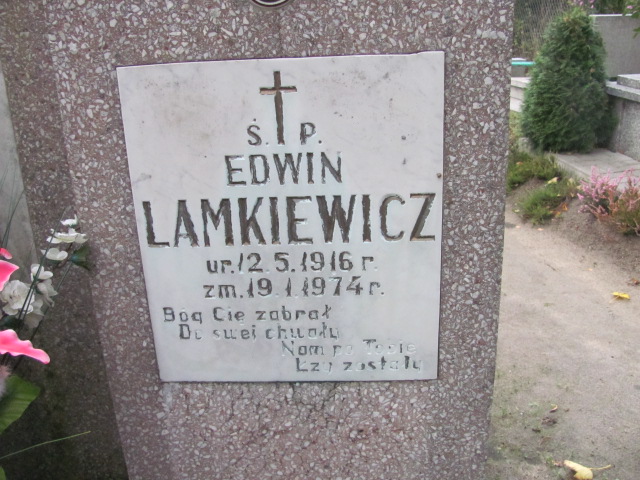 Ś. P.
EDWIN
LAMKIEWICZ
ur. 12.5.1916 r.
zm. 19.1.1974 r.
Bóg Cie zabrał
Do swej chwały
Nam po Tobie
Łzy zostały